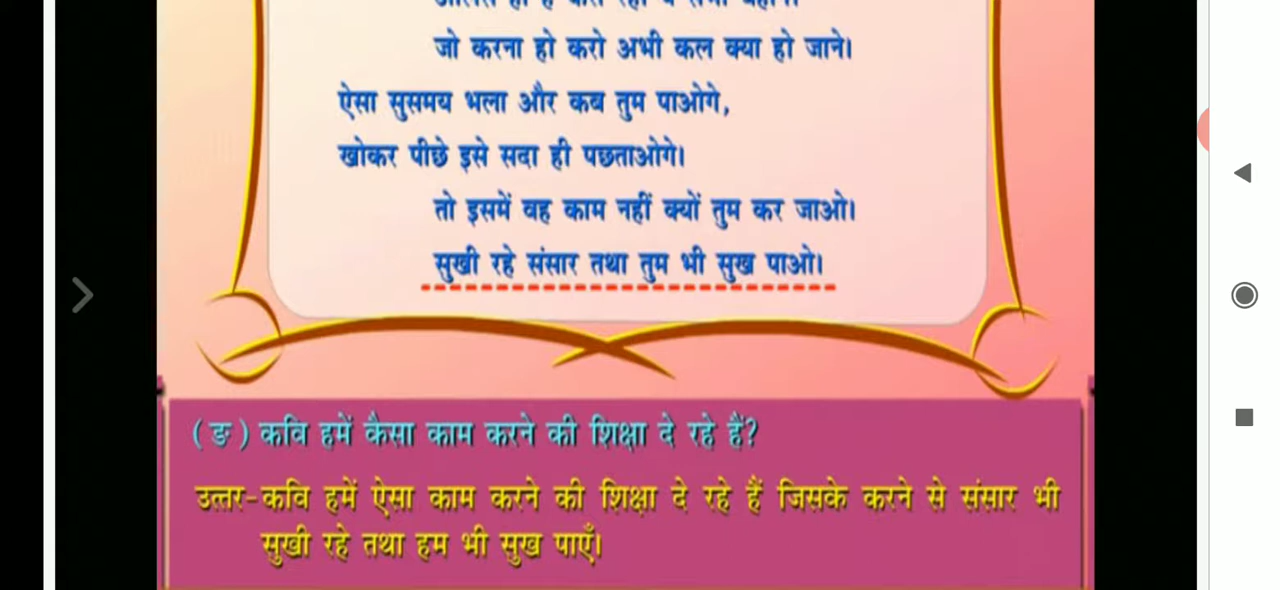 जो करना हो करो अभी कल क्या हो जाने।
ऐसा सुसमय भला और कब तुम पाओगे,
खोकर पीछे इसे सदा ही पछताओगे।
तो इसमें वह काम नहीं क्यों तुम कर जाओ।
सुखी रहे संसार तथा तुम भी सुख पाओ।
(ङ) कवि हमें कैसा काम करने की शिक्षा दे रहे हैं?
उत्तर-कवि हमें ऐसा काम करने की शिक्षा दे रहे हैं जिसके करने से संसार भी
सुखी रहे तथा हम भी सुख पाएँ।